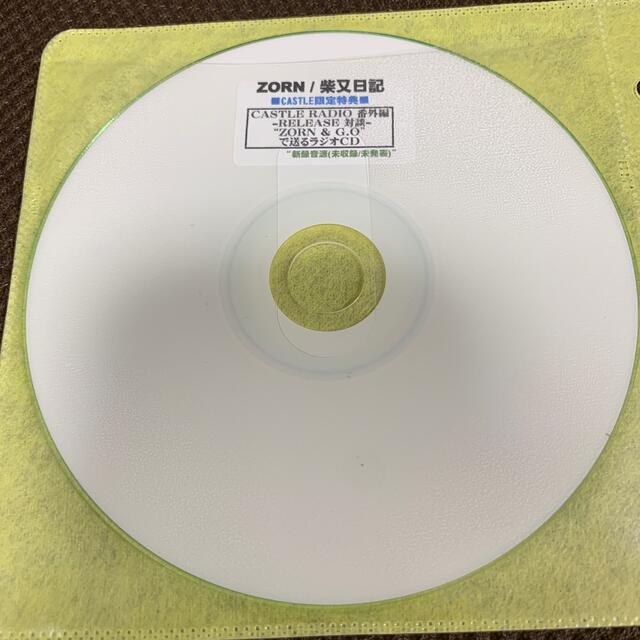 ZORN / 柴又日記
■CASTLE限定特典■
CASTLE RADIO 番外編
-RELEASE 対談-
"ZORN & G.O"
で送るラジオCD
"新盤音源(未収録/未発表)